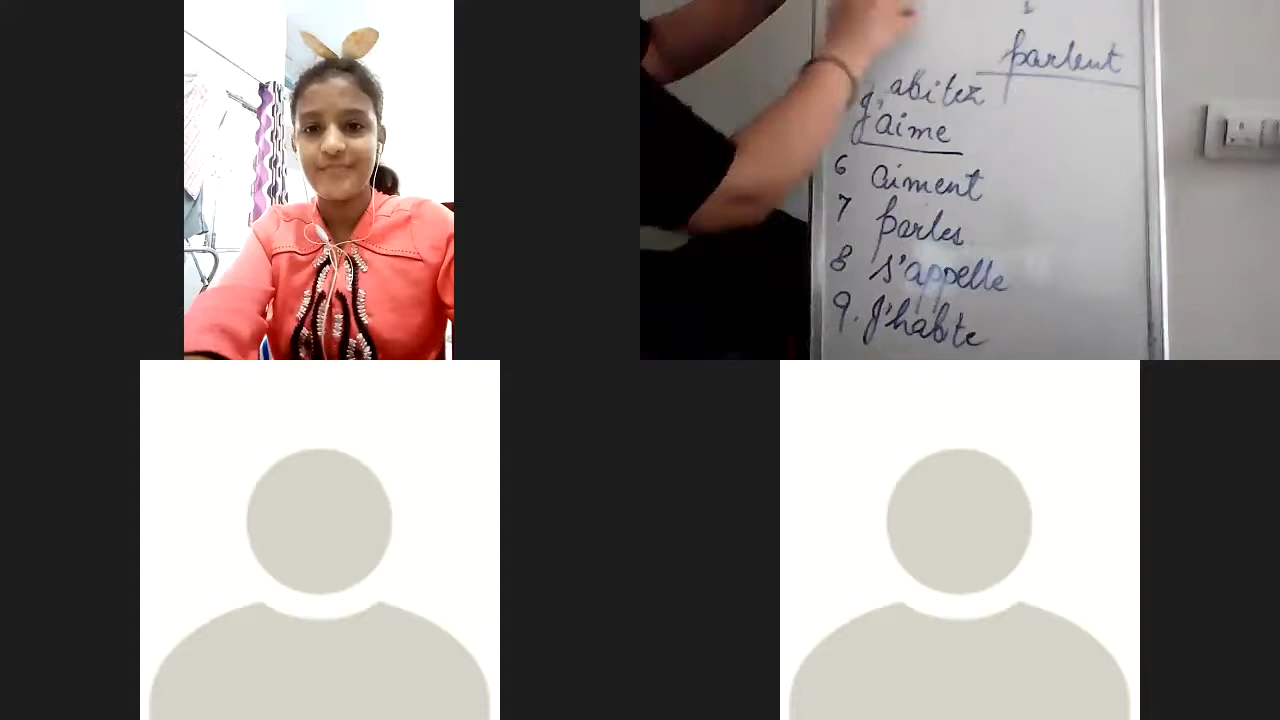 parlent
abitez
j'aime
6 aiment
7 parles
8 s'appelle
9. j'habite